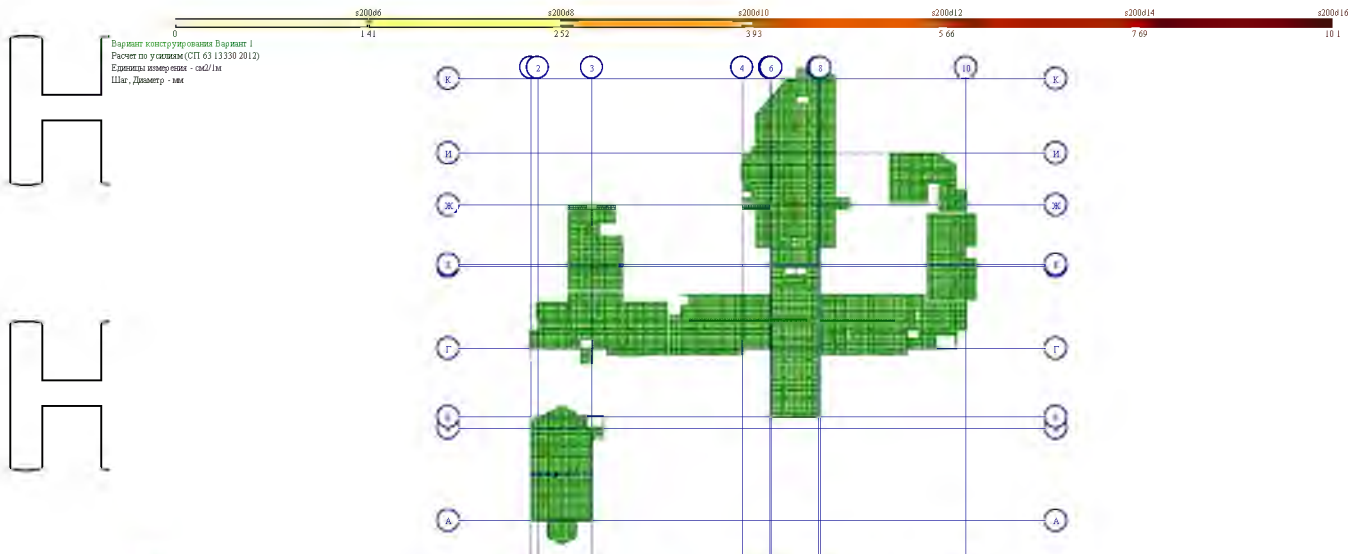 s200d6 s200d8 s200d10 s200d12 s200d14 s200d16
0 1 41 2 52 3 93 5 66 7 69 10 1
Вариант конструирования Вариант 1
Расчет по усилиям (СП 63 13330 2012)
Единицы измерения - см2/1м
Шаг, Диаметр - мм
2 3 4 6 8 10
К К
И И
Ж Ж
Г Г
А А